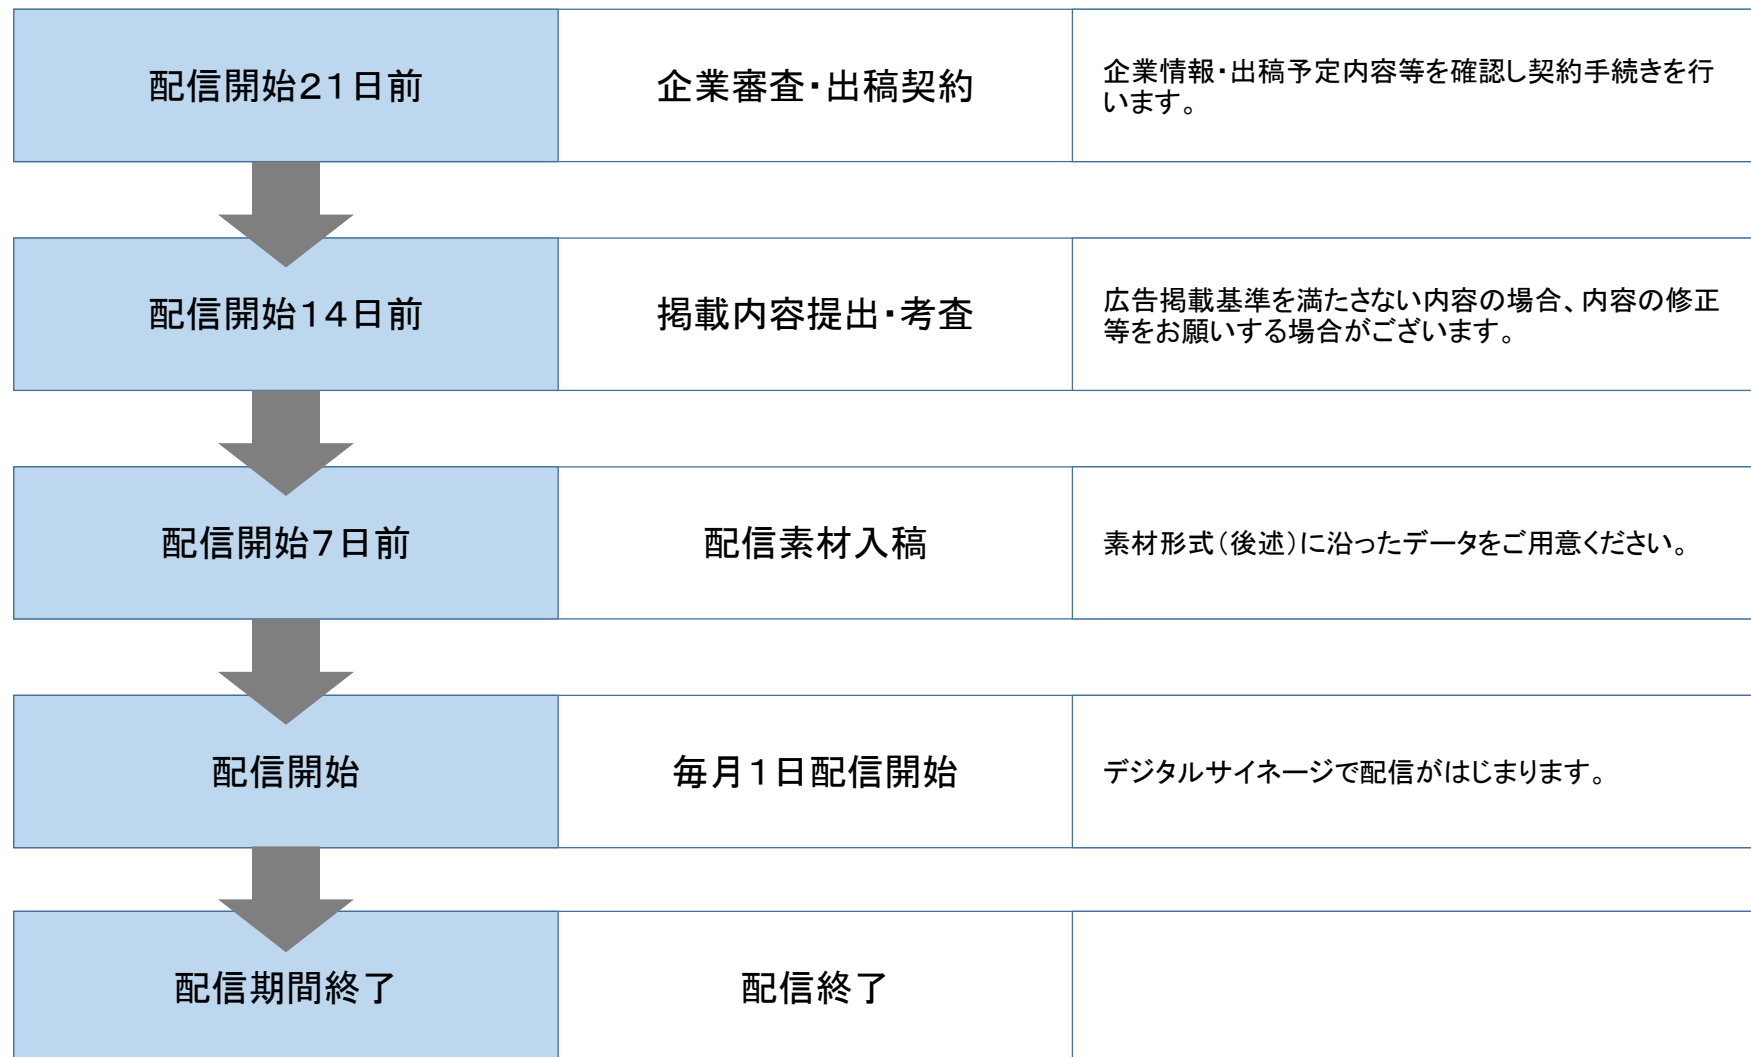 配信開始21日前
企業審査・出稿契約
企業情報・出稿予定内容等を確認し契約手続きを行
います。
配信開始14日前
掲載内容提出・考査
広告掲載基準を満たさない内容の場合、内容の修正
等をお願いする場合がございます。
配信開始7日前
配信素材入稿
素材形式（後述）に沿ったデータをご用意ください。
配信開始
毎月1日配信開始
デジタルサイネージで配信がはじまります。
配信期間終了
配信終了